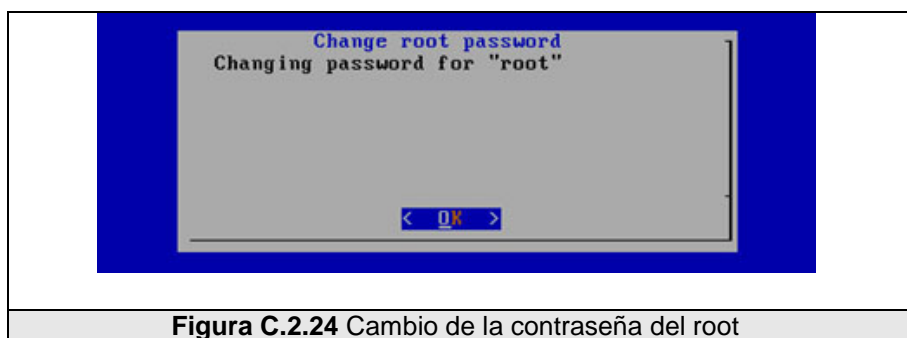 Change root password
Changing password for "root"
< OK >
Figura C.2.24 Cambio de la contraseña del root